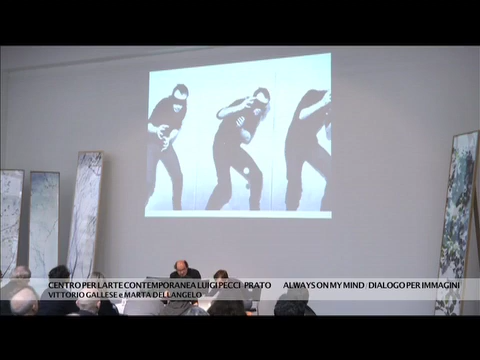 CENTRO PER L'ARTE CONTEMPORANEA LUIGI PECCI PRATO ALWAYS ON MY MIND / DIALOGO PER IMMAGINI
VITTORIO GALLESE e MARTA DELL'ANGELO